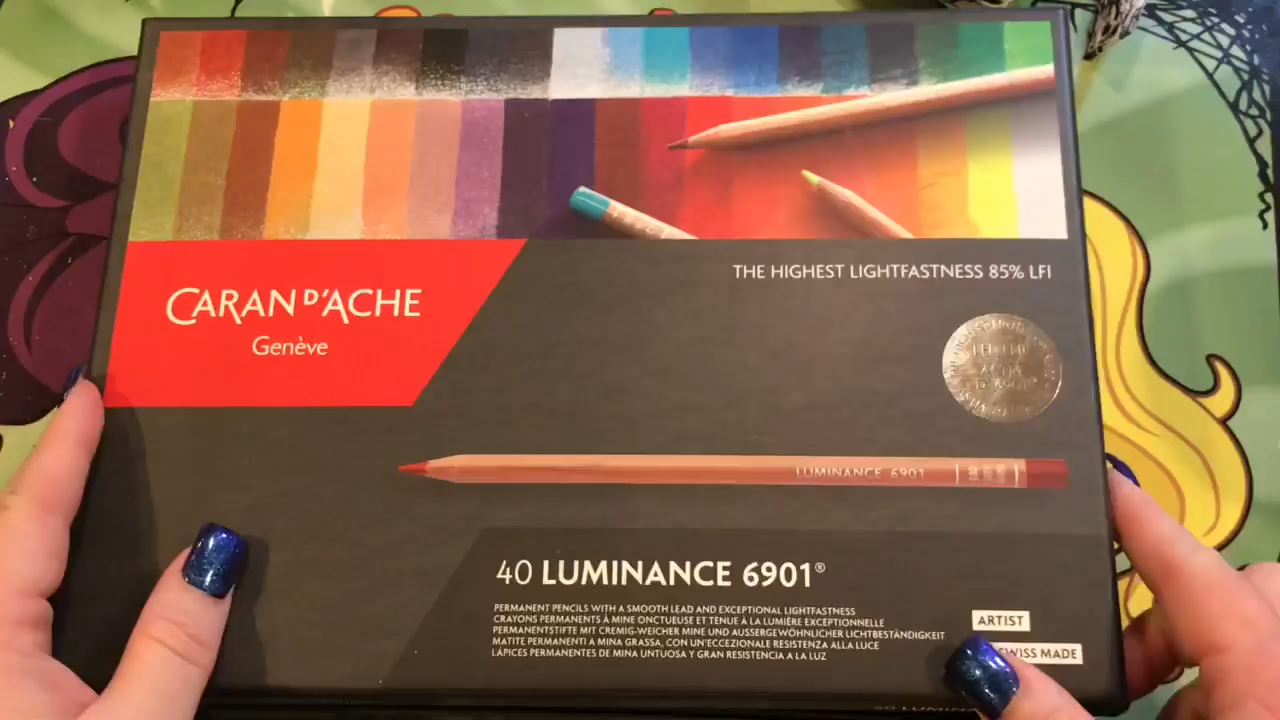 THE HIGHEST LIGHTFASTNESS 85% LFI
CARAN D'ACHE
Genève
LUMINANCE 6901
40 LUMINANCE 6901®
PERMANENT PENCILS WITH A SMOOTH LEAD AND EXCEPTIONAL LIGHTFASTNESS
CRAYONS PERMANENTS À MINE ONCTUEUSE ET TENUE À LA LUMIÈRE EXCEPTIONNELLE
PERMANENTSTIFTE MIT CREMIG-WEICHER MINE UND AUSSERGEWÖHNLICHER LICHTBESTÄNDIGKEIT
MATITE PERMANENTI A MINA GRASSA, CON UN'ECCEZIONALE RESISTENZA ALLA LUCE
LÁPICES PERMANENTES DE MINA UNTUOSA Y GRAN RESISTENCIA A LA LUZ
ARTIST
SWISS MADE